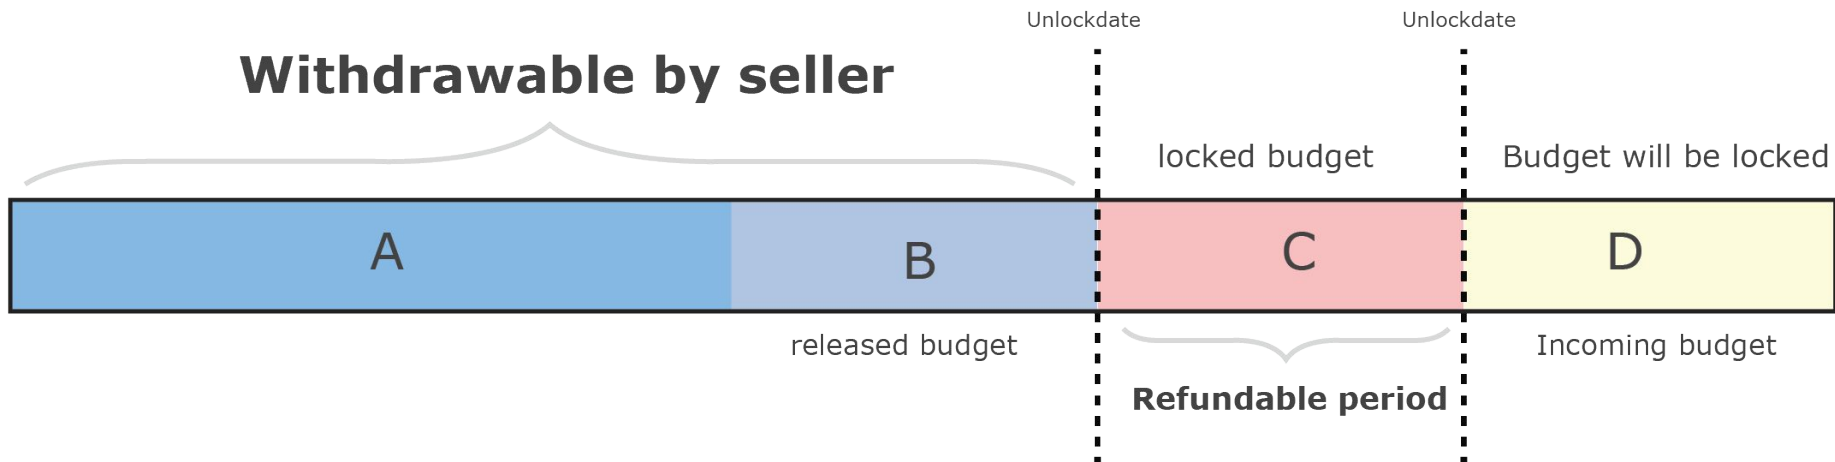 Unlockdate
Unlockdate
Withdrawable by seller
locked budget
Budget will be locked
A
B
C
D
released budget
Incoming budget
Refundable period